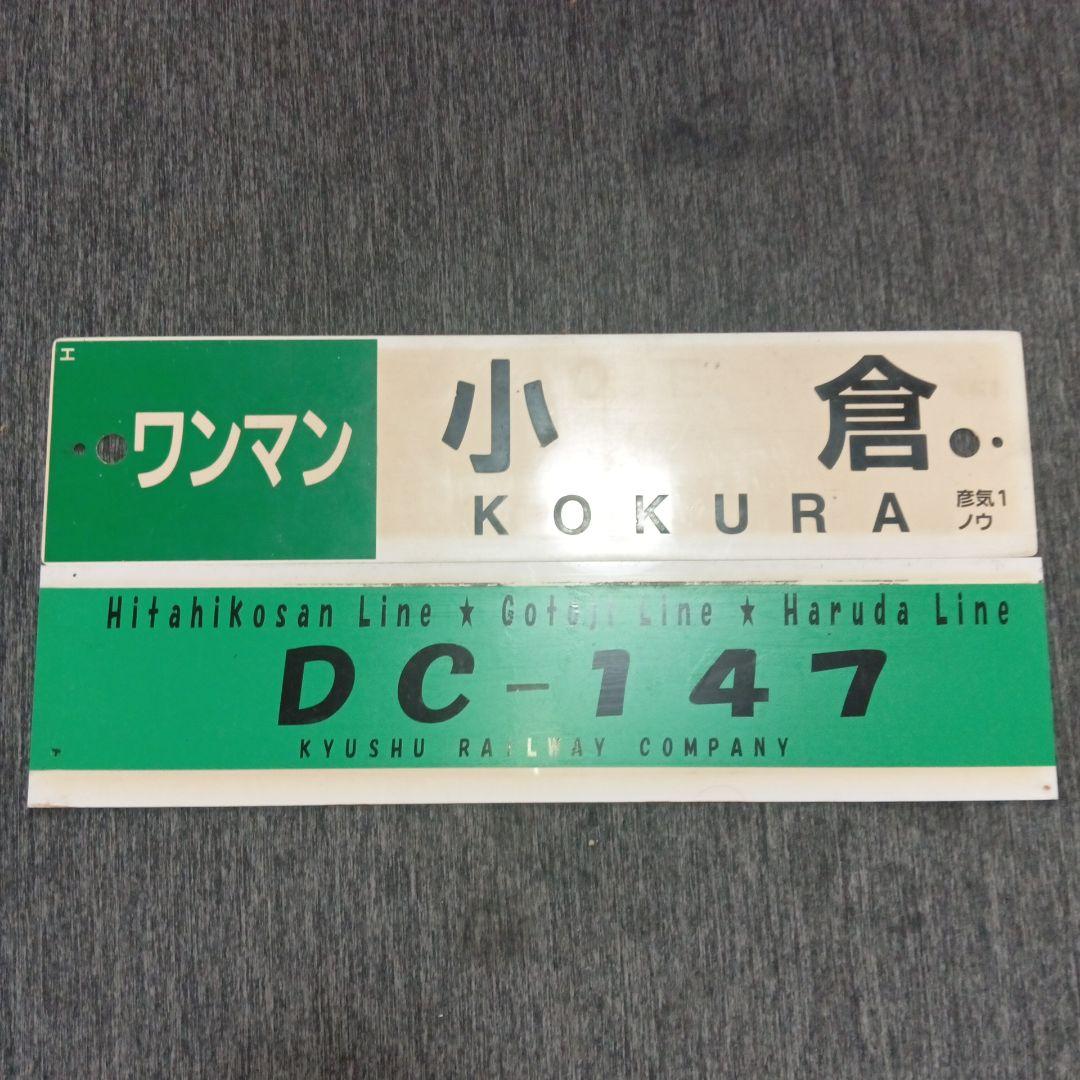 エ
ワンマン
小倉
KOKURA
彦気1
ノウ
Hitahikosan Line ★ Gotoji Line ★ Haruda Line
DC-147
KYUSHU RAILWAY COMPANY